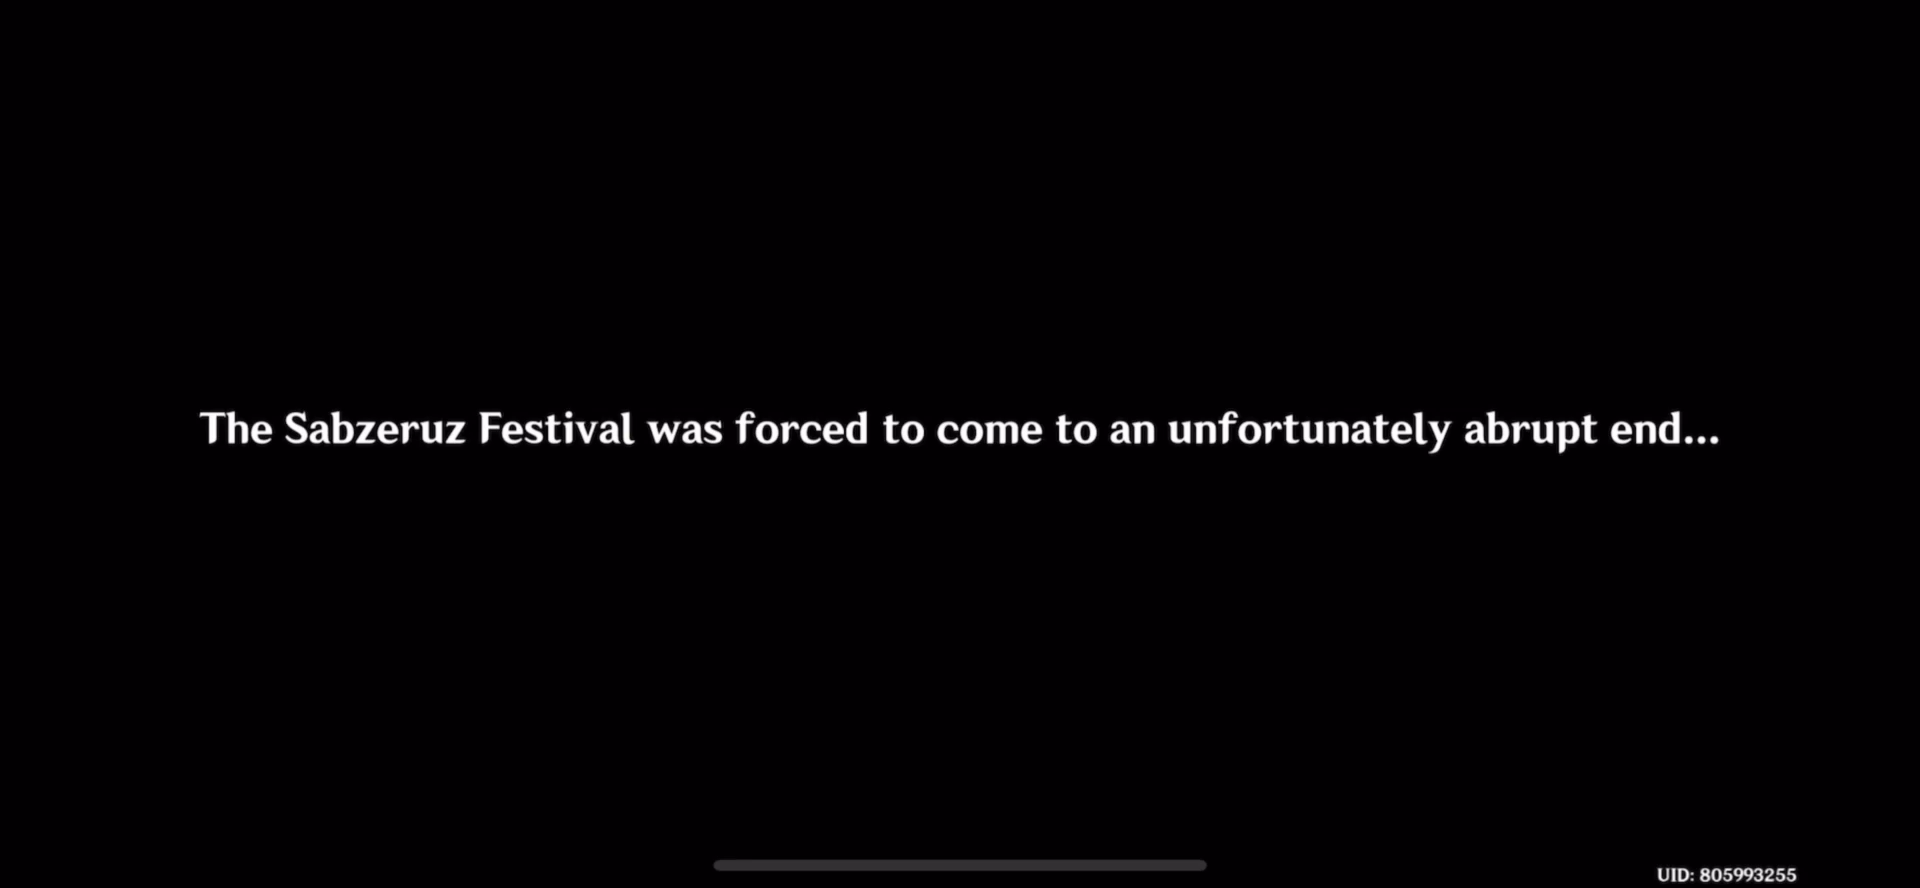 The Sabzeruz Festival was forced to come to an unfortunately abrupt end...
UID: 805993255